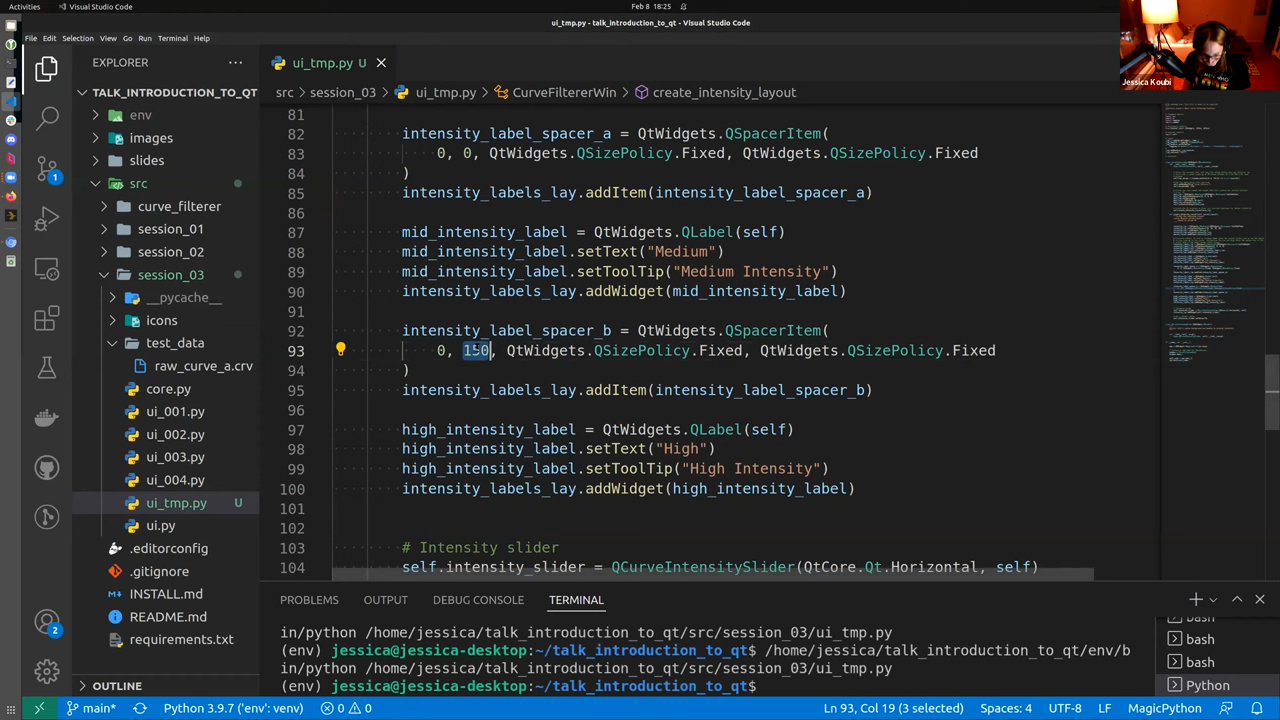 Activities
Visual Studio Code
Feb 8 18:25
ui_tmp.py - talk_introduction_to_qt - Visual Studio Code
File Edit Selection View Go Run Terminal Help
Jessica Koubi
EXPLORER
TALK_INTRODUCTION_TO_QT
env
images
slides
src
curve_filterer
session_01
session_02
session_03
__pycache__
icons
test_data
raw_curve_a.crv
core.py
ui_001.py
ui_002.py
ui_003.py
ui_004.py
ui_tmp.py U
ui.py
.editorconfig
.gitignore
INSTALL.md
README.md
requirements.txt
OUTLINE
1
2
ui_tmp.py U
src > session_03 > CurveFiltererWin > create_intensity_layout
81
82 intensity_label_spacer_a = QtWidgets.QSpacerItem(
83 0, QtWidgets.QSizePolicy.Fixed
85 intensity_labels_lay.addItem(intensity_label_spacer_a)
86
87 mid_intensity_label = QtWidgets.QLabel(self)
88 mid_intensity_label.setText("Medium")
89 mid_intensity_label.setToolTip("Medium Intensity")
90 intensity_labels_lay.addWidget(mid_intensity_label)
91
92 intensity_label_spacer_b = QtWidgets.QSpacerItem(
93 0, QtWidgets.QSizePolicy.Fixed, QtWidgets.QSizePolicy.Fixed
94 )
95 intensity_labels_lay.addItem(intensity_label_spacer_b)
96
97 high_intensity_label = QtWidgets.QLabel(self)
98 high_intensity_label.setText("High")
99 high_intensity_label.setToolTip("High Intensity")
100 intensity_labels_lay.addWidget(high_intensity_label)
101
102
103 # Intensity slider
104 self.intensity_slider = QCurveIntensitySlider(QtCore.Qt.Horizontal, self)
PROBLEMS OUTPUT DEBUG CONSOLE TERMINAL
in/python /home/jessica/talk_introduction_to_qt/src/session_03/ui_tmp.py
(env) jessica@jessica-desktop:~/talk_introduction_to_qt$ /home/jessica/talk_introduction_to_qt/env/b
in/python /home/jessica/talk_introduction_to_qt/src/session_03/ui_tmp.py
(env) jessica@jessica-desktop:~/talk_introduction_to_qt$
bash
bash
bash
Python
main* Python 3.9.7 ('env': venv) 0 0 Ln 93, Col 19 (3 selected) Spaces: 4 UTF-8 LF MagicPython